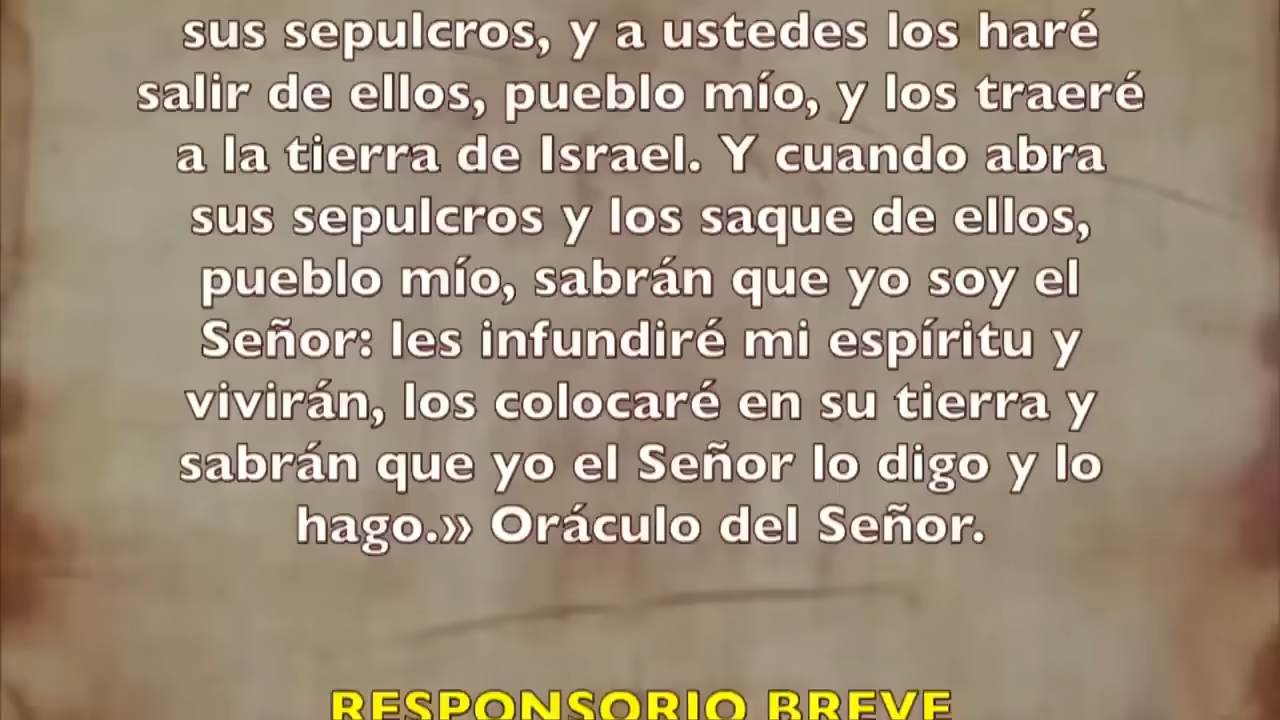 sus sepulcros, y a ustedes los haré
salir de ellos, pueblo mío, y los traeré
a la tierra de Israel. Y cuando abra
sus sepulcros y los saque de ellos,
pueblo mío, sabrán que yo soy el
Señor: les infundiré mi espíritu y
vivirán, los colocaré en su tierra y
sabrán que yo el Señor lo digo y lo
hago.» Oráculo del Señor.
RESPONSORIO BREVE